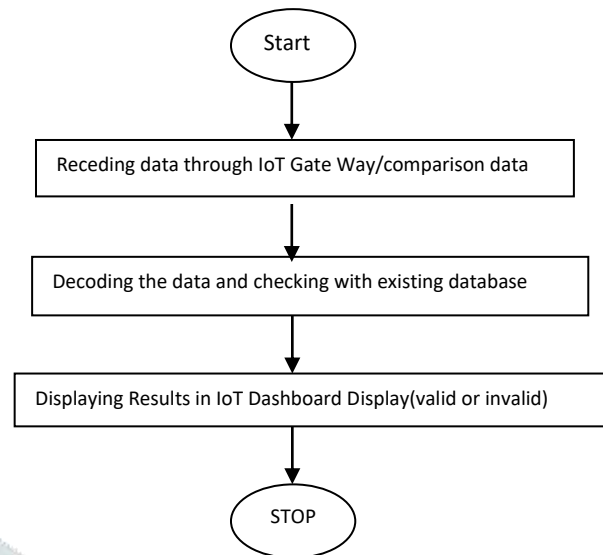 Start
Receding data through IoT Gate Way/comparison data
Decoding the data and checking with existing database
Displaying Results in IoT Dashboard Display(valid or invalid)
STOP